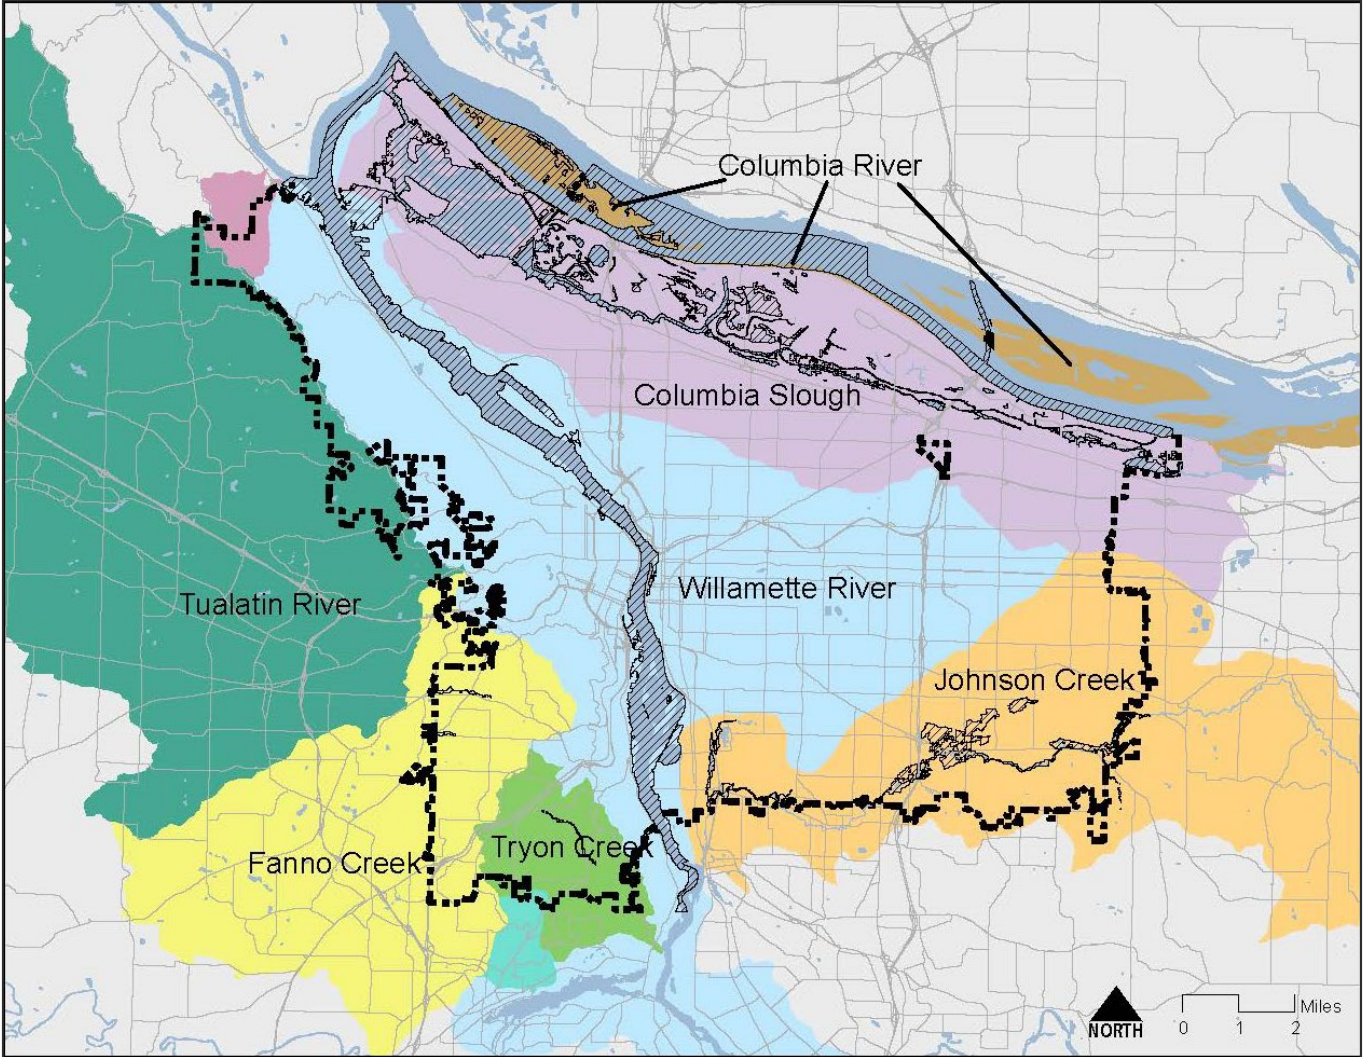 Columbia River
Columbia Slough
Willamette River
Tualatin River
Johnson Creek
Tryon Creek
Fanno Creek
NORTH
Miles
0 1 2